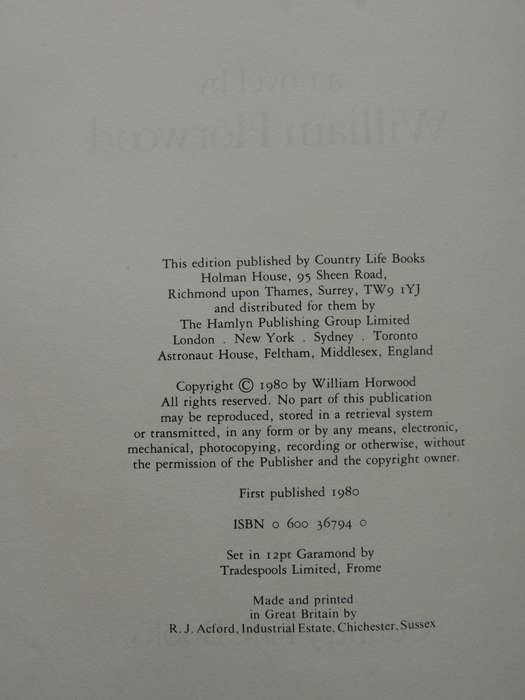 This edition published by Country Life Books
Holman House, 95 Sheen Road,
Richmond upon Thames, Surrey, TW9 1YJ
and distributed for them by
The Hamlyn Publishing Group Limited
London . New York . Sydney . Toronto
Astronaut House, Feltham, Middlesex, England
Copyright © 1980 by William Horwood
All rights reserved. No part of this publication
may be reproduced, stored in a retrieval system
or transmitted, in any form or by any means, electronic,
mechanical, photocopying, recording or otherwise, without
the permission of the Publisher and the copyright owner.
First published 1980
ISBN 0 600 36794 0
Set in 12pt Garamond by
Tradespools Limited, Frome
Made and printed
in Great Britain by
R. J. Acford, Industrial Estate, Chichester, Sussex